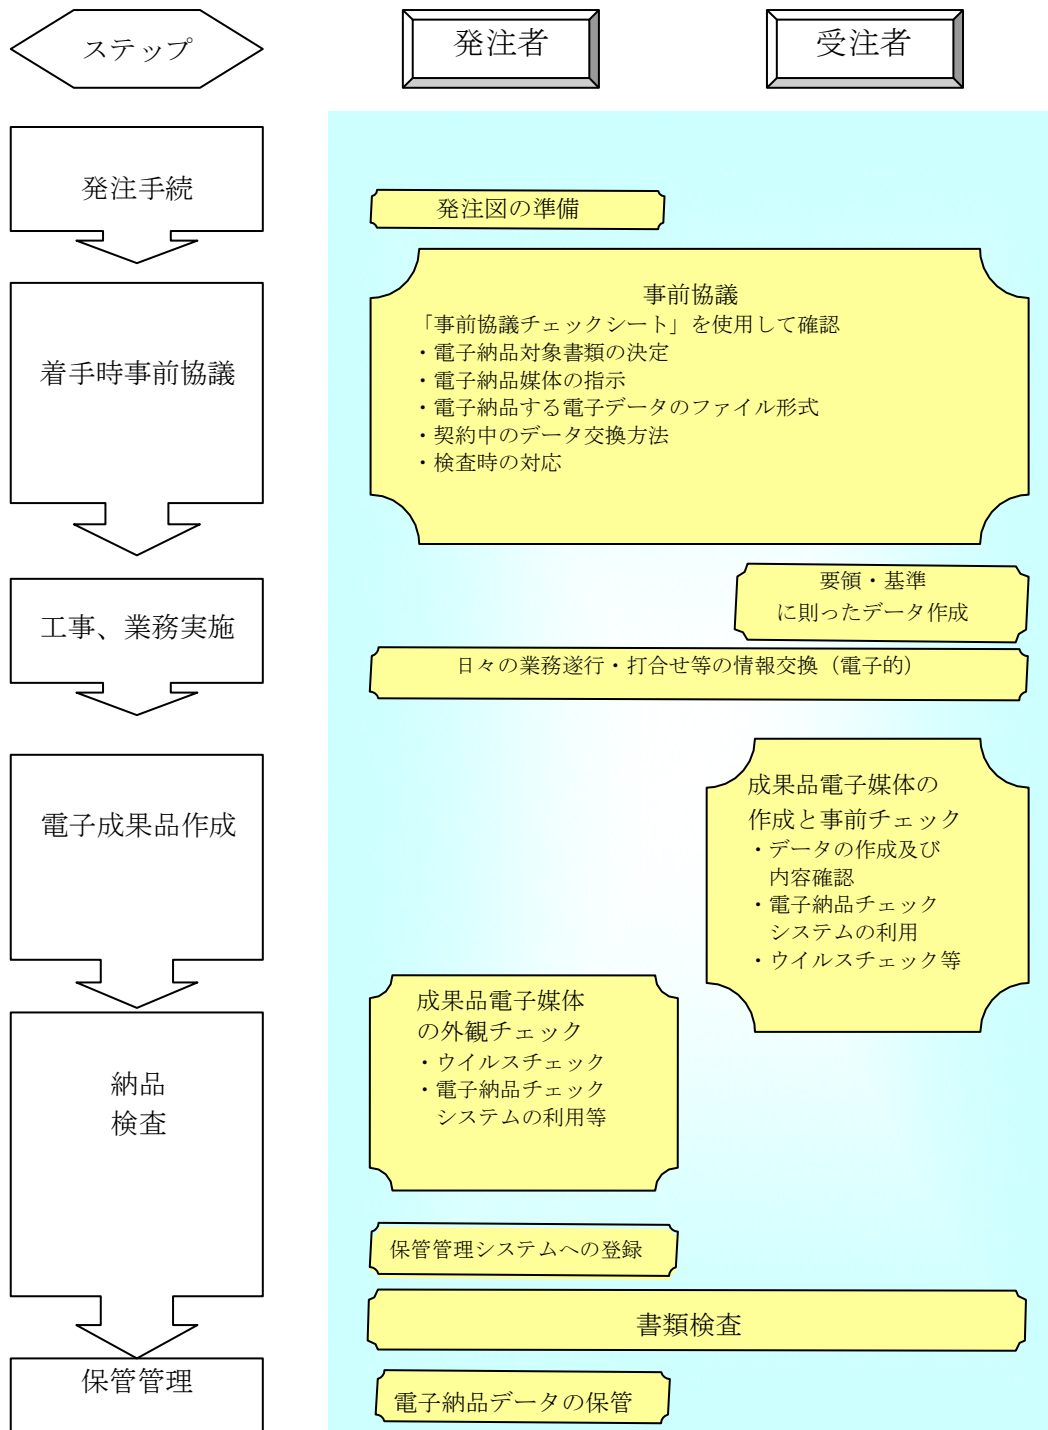 ステップ
発注者
受注者
発注手続
発注図の準備
着手時事前協議
事前協議
「事前協議チェックシート」を使用して確認
・電子納品対象書類の決定
・電子納品媒体の指示
・電子納品する電子データのファイル形式
・契約中のデータ交換方法
・検査時の対応
工事、業務実施
要領・基準
に則ったデータ作成
日々の業務遂行・打合せ等の情報交換（電子的）
電子成果品作成
成果品電子媒体の
作成と事前チェック
・データの作成及び
内容確認
・電子納品チェック
システムの利用
・ウイルスチェック等
納品
検査
成果品電子媒体
の外観チェック
・ウイルスチェック
・電子納品チェック
システムの利用等
保管管理システムへの登録
書類検査
保管管理
電子納品データの保管